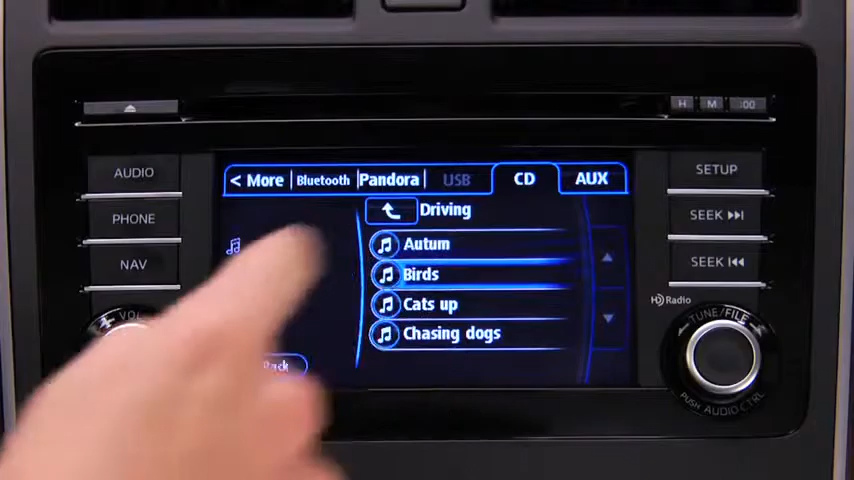 H M :00
AUDIO
PHONE
NAV
VOL
< More Bluetooth Pandora USB CD AUX
Driving
Autum
Birds
Cats up
Chasing dogs
SETUP
SEEK
SEEK
HD Radio
TUNE/FILE
PUSH AUDIO CTRL